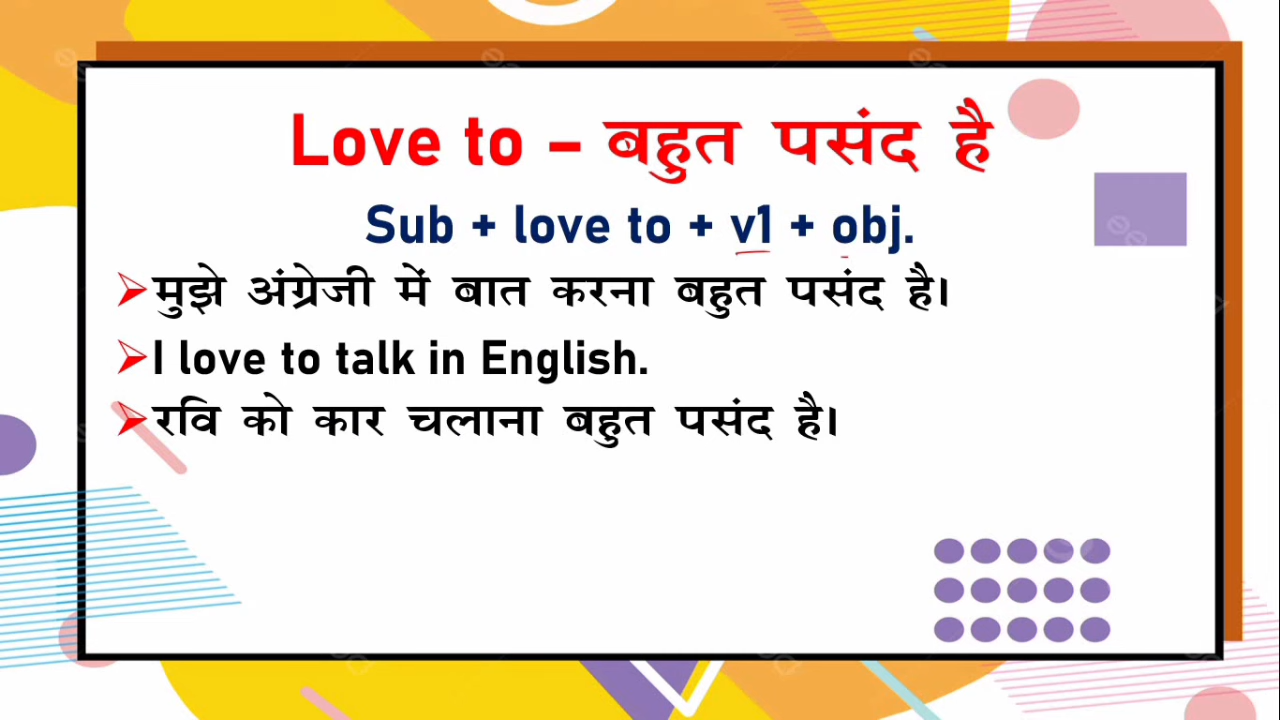 Love to – बहुत पसंद है
Sub + love to + v1 + obj.
मुझे अंग्रेजी में बात करना बहुत पसंद है।
I love to talk in English.
रवि को कार चलाना बहुत पसंद है।